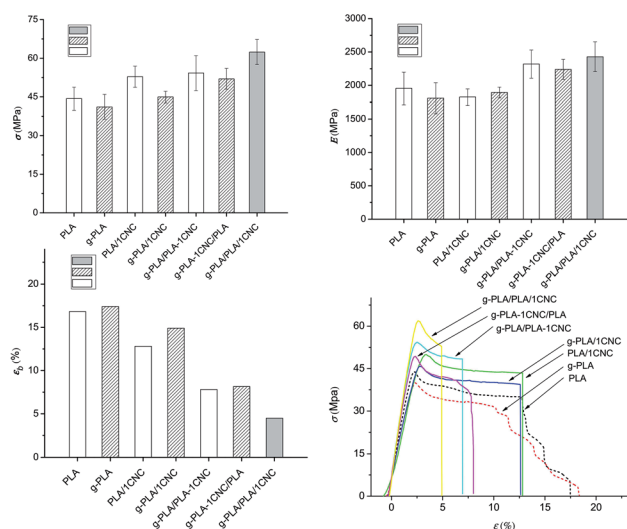 75
60
45
30
15
0
σ (MPa)
PLA
g-PLA
PLA/1CNC
g-PLA/1CNC
g-PLA/PLA-1CNC
g-PLA-1CNC/PLA
g-PLA/PLA/1CNC
3000
2500
2000
1500
1000
500
0
E (MPa)
PLA
g-PLA
PLA/1CNC
g-PLA/1CNC
g-PLA/PLA-1CNC
g-PLA-1CNC/PLA
g-PLA/PLA/1CNC
20
15
10
5
0
εb (%)
PLA
g-PLA
PLA/1CNC
g-PLA/1CNC
g-PLA/PLA-1CNC
g-PLA-1CNC/PLA
g-PLA/PLA/1CNC
g-PLA/PLA/1CNC
g-PLA-1CNC/PLA
g-PLA/PLA-1CNC
g-PLA/1CNC
PLA/1CNC
g-PLA
PLA
60
45
30
15
0
σ (Mpa)
0 5 10 15 20
ε (%)